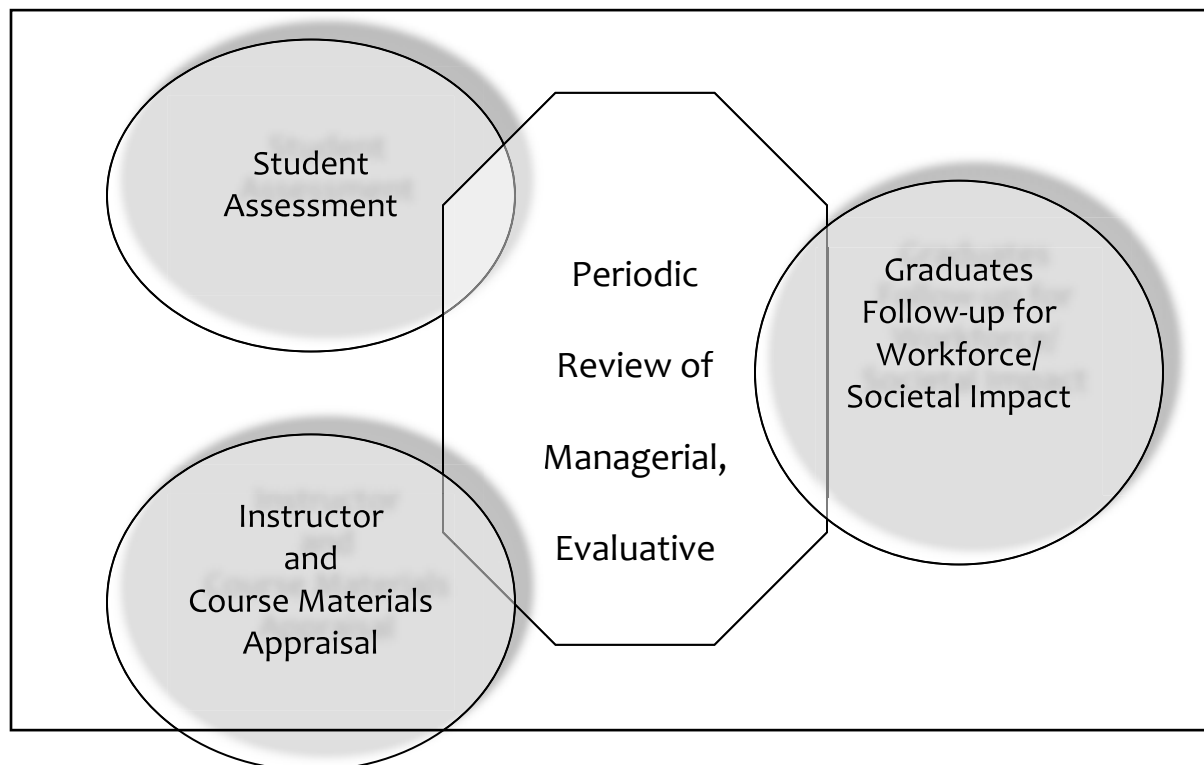 Student
Assessment
Periodic
Review of
Managerial,
Evaluative
Graduates
Follow-up for
Workforce/
Societal Impact
Instructor
and
Course Materials
Appraisal